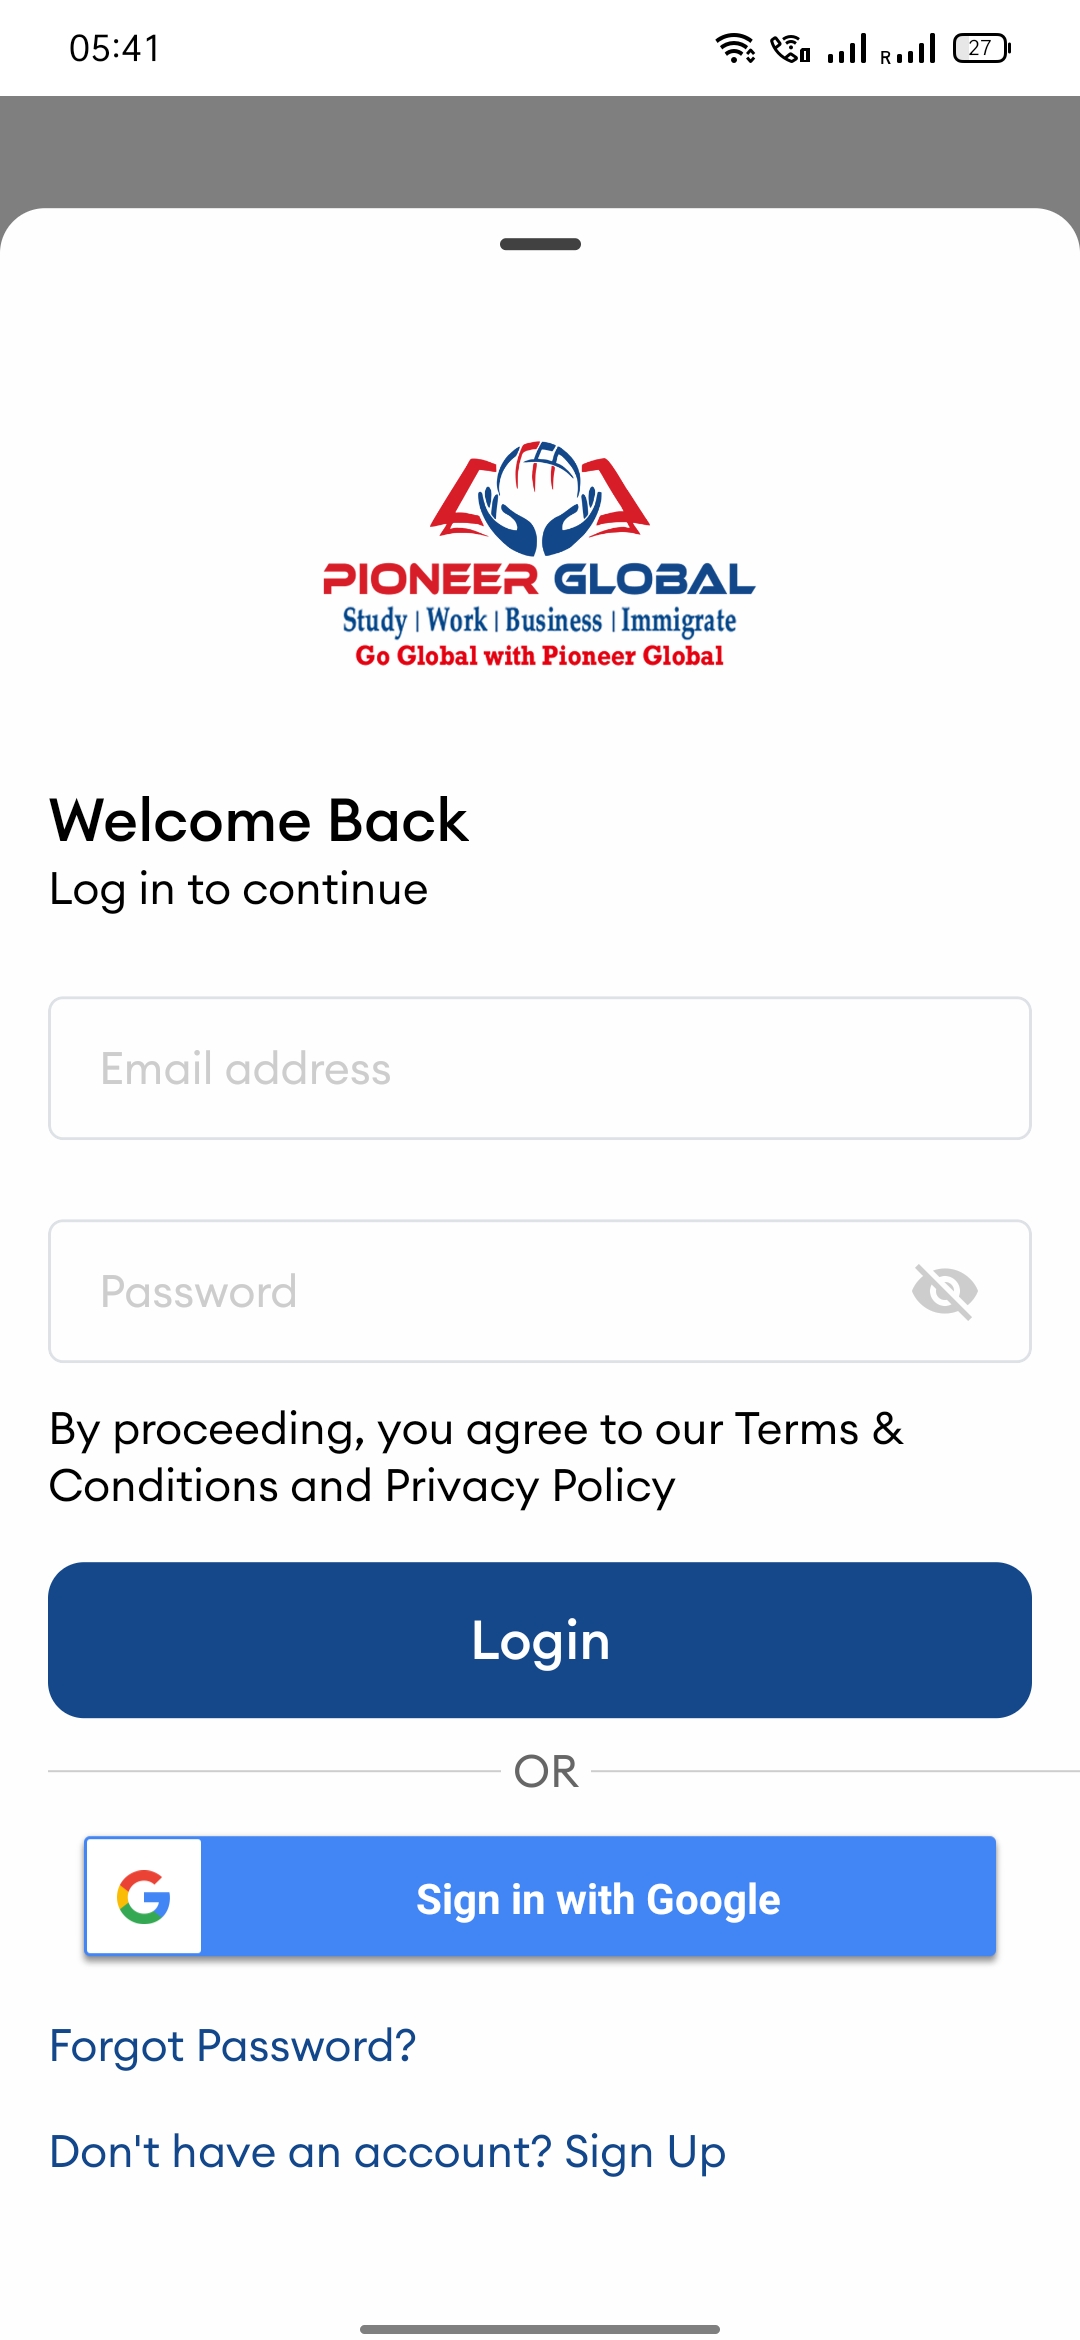 05:41
R
27
PIONEER GLOBAL
Study | Work | Business | Immigrate
Go Global with Pioneer Global
Welcome Back
Log in to continue
Email address
Password
By proceeding, you agree to our Terms &
Conditions and Privacy Policy
Login
OR
G
Sign in with Google
Forgot Password?
Don't have an account? Sign Up